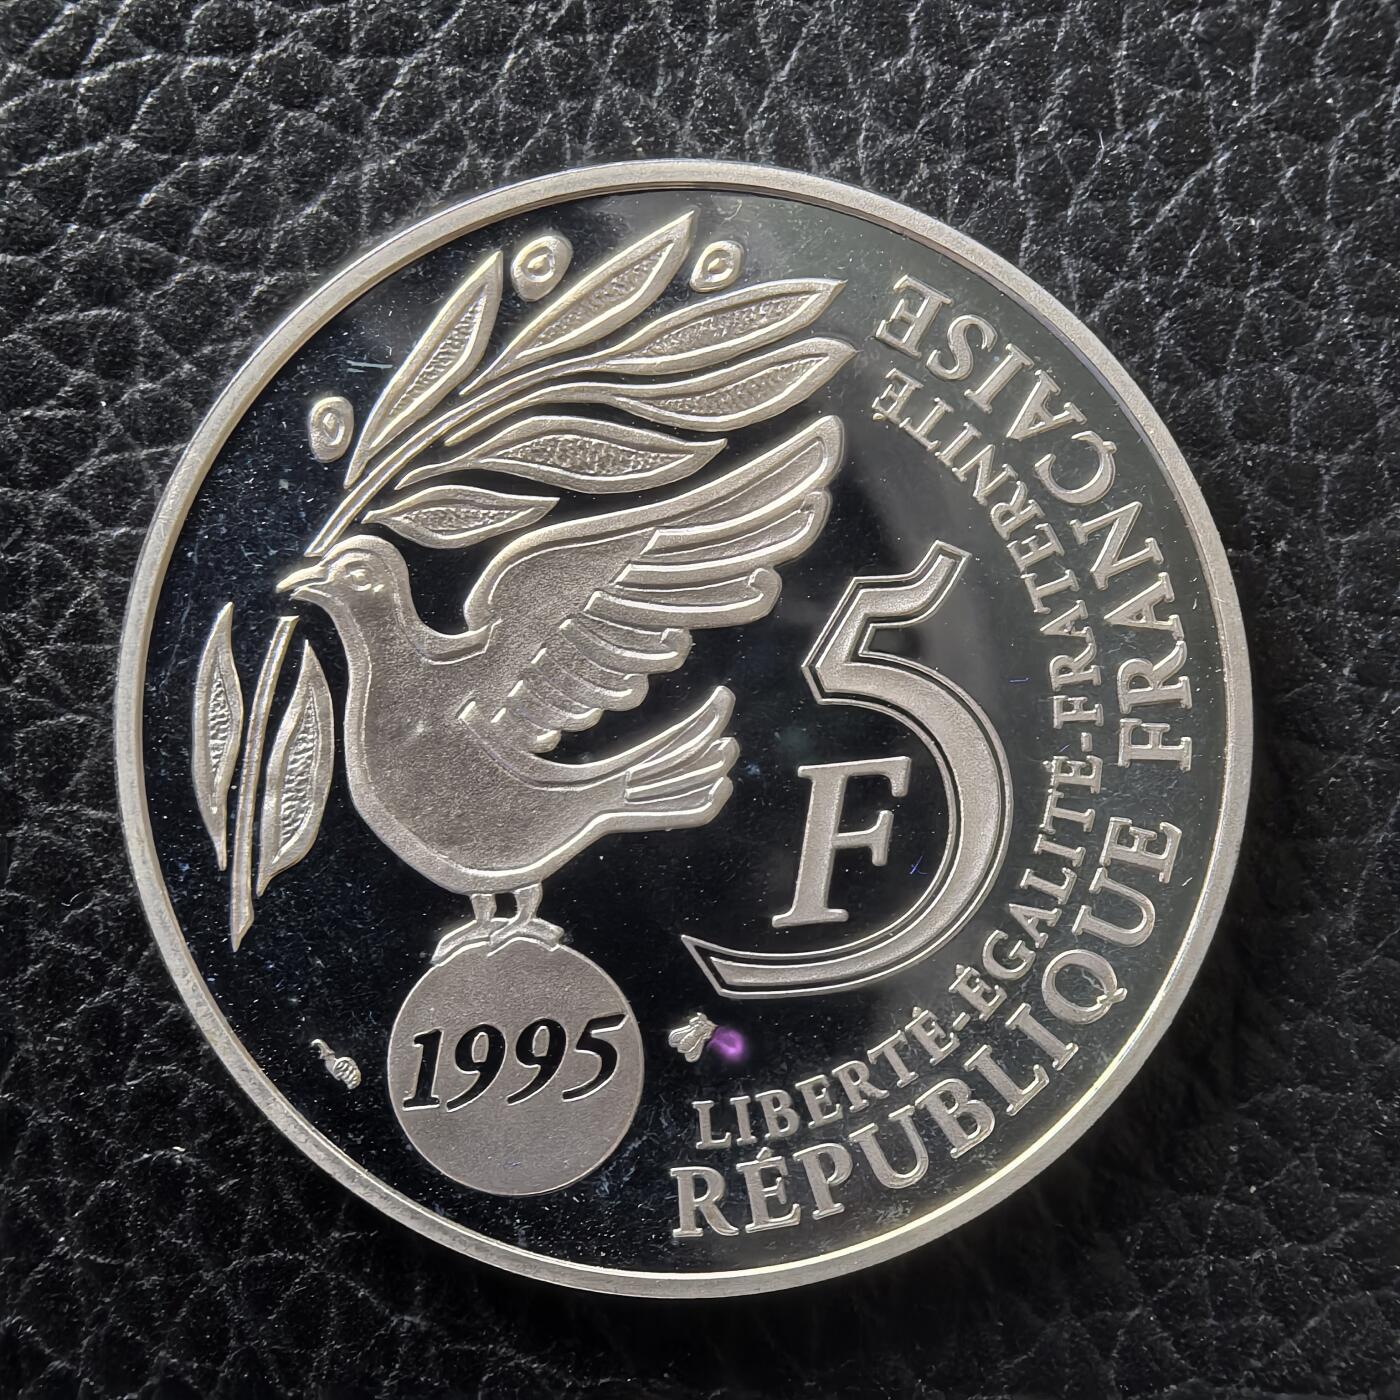 5
F
1995
LIBERTÉ-ÉGALITÉ-FRATERNITÉ
RÉPUBLIQUE FRANÇAISE